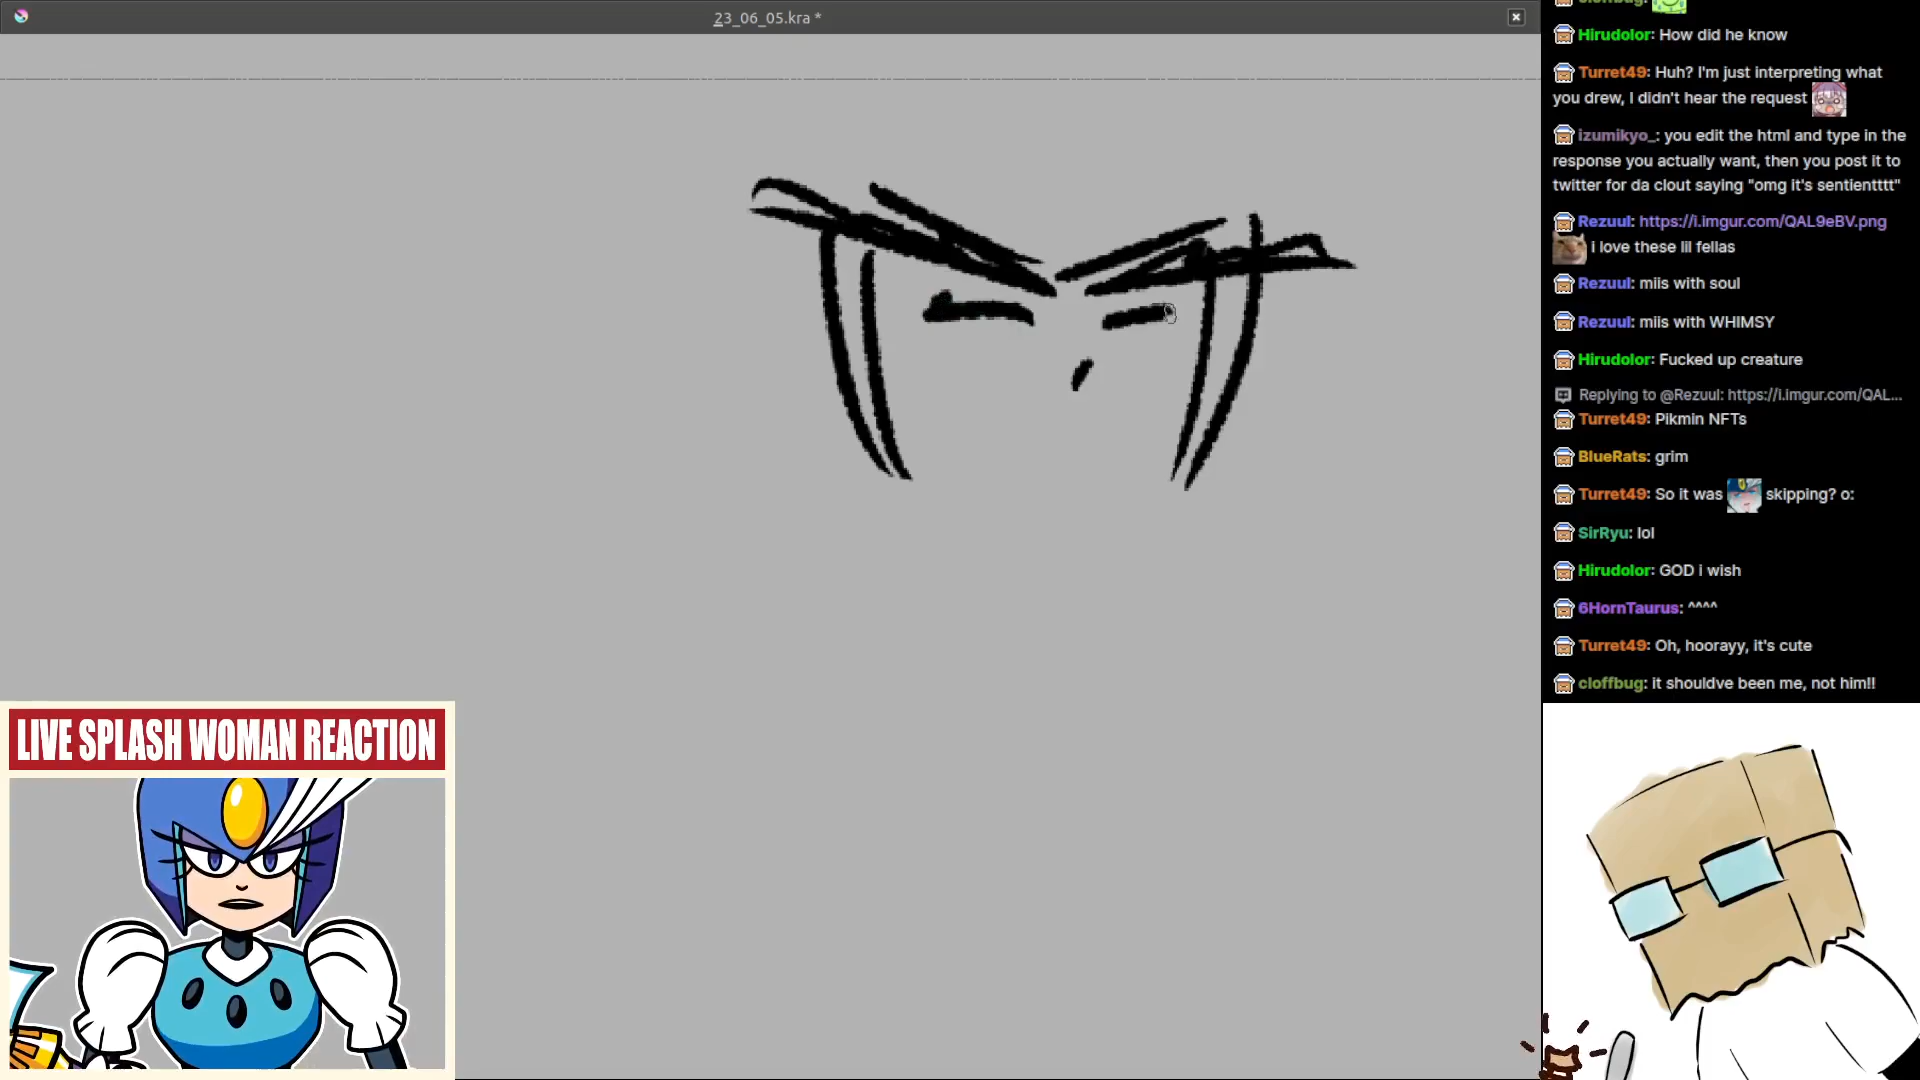 23_06_05.kra *
Hirudolor: How did he know
Turret49: Huh? I'm just interpreting what
you drew, I didn't hear the request
izumikyo_: you edit the html and type in the
response you actually want, then you post it to
twitter for da clout saying "omg it's sentientttt"
Rezuul: https://i.imgur.com/QAL9eBV.png
i love these lil fellas
Rezuul: miis with soul
Rezuul: miis with WHIMSY
Hirudolor: Fucked up creature
Replying to @Rezuul: https://i.imgur.com/QAL...
Turret49: Pikmin NFTs
BlueRats: grim
Turret49: So it was skipping? o:
SirRyu: lol
Hirudolor: GOD i wish
6HornTaurus: ^^^^
Turret49: Oh, hoorayy, it's cute
cloffbug: it shouldve been me, not him!!
LIVE SPLASH WOMAN REACTION